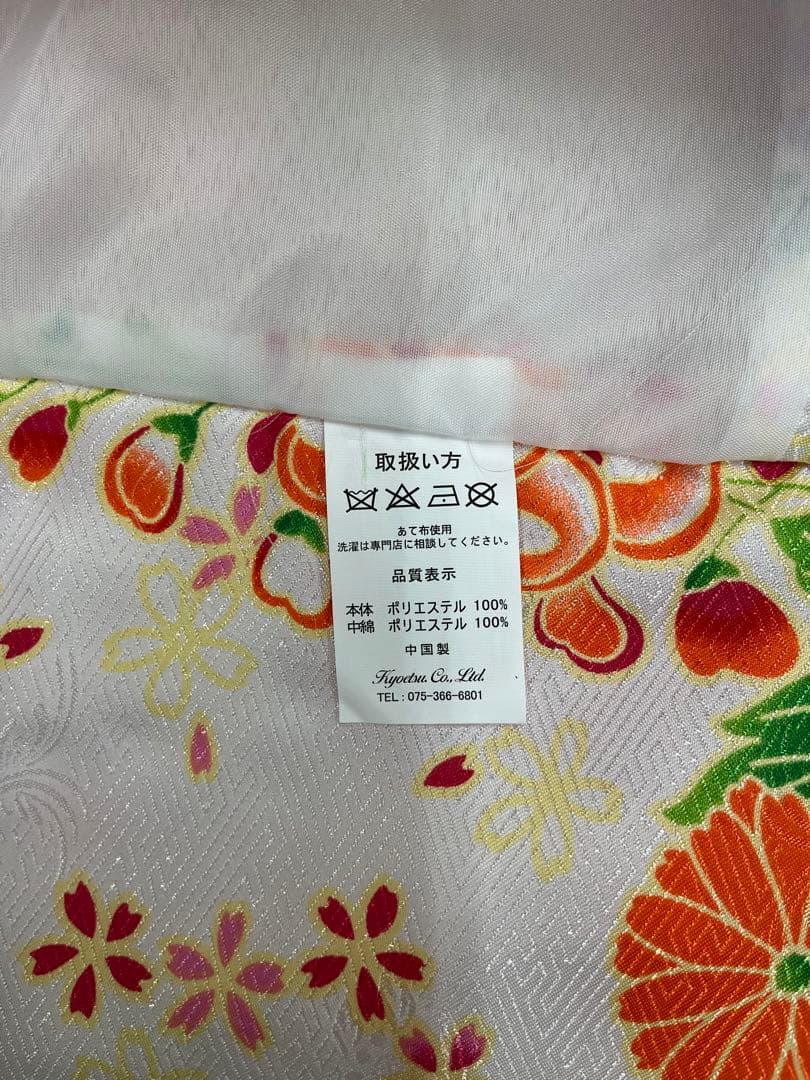 取扱い方
あて布使用
洗濯は専門店に相談してください。
品質表示
本体 ポリエステル 100%
中綿 ポリエステル 100%
中国製
Kyoetsu. Co., Ltd.
TEL : 075-366-6801